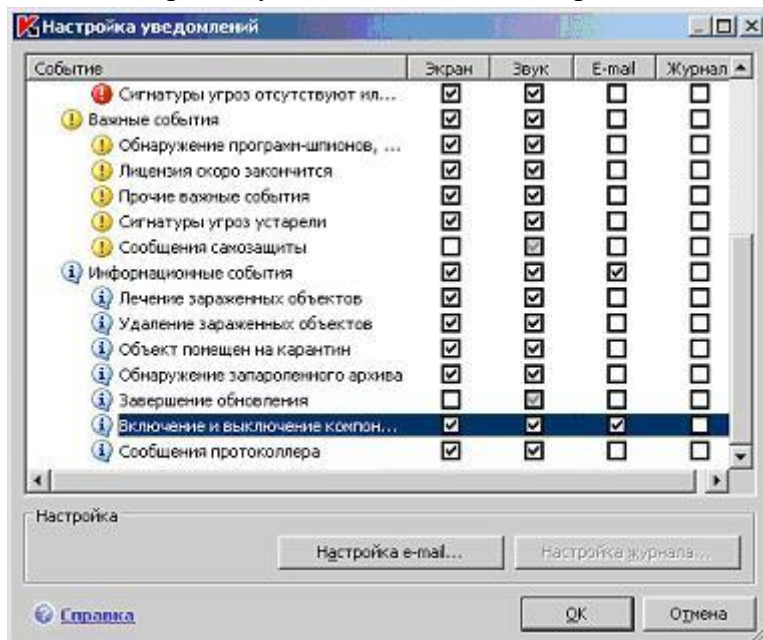 Настройка уведомлений
Событие Экран Звук E-mail Журнал
Сигнатуры угроз отсутствуют ил...
Важные события
Обнаружение программ-шпионов, ...
Лицензия скоро закончится
Прочие важные события
Сигнатуры угроз устарели
Сообщения самозащиты
Информационные события
Лечение зараженных объектов
Удаление зараженных объектов
Объект помещен на карантин
Обнаружение запароленного архива
Завершение обновления
Включение и выключение компон...
Сообщения протоколлера
Настройка
Настройка e-mail... Настройка журнала...
Справка OK Отмена